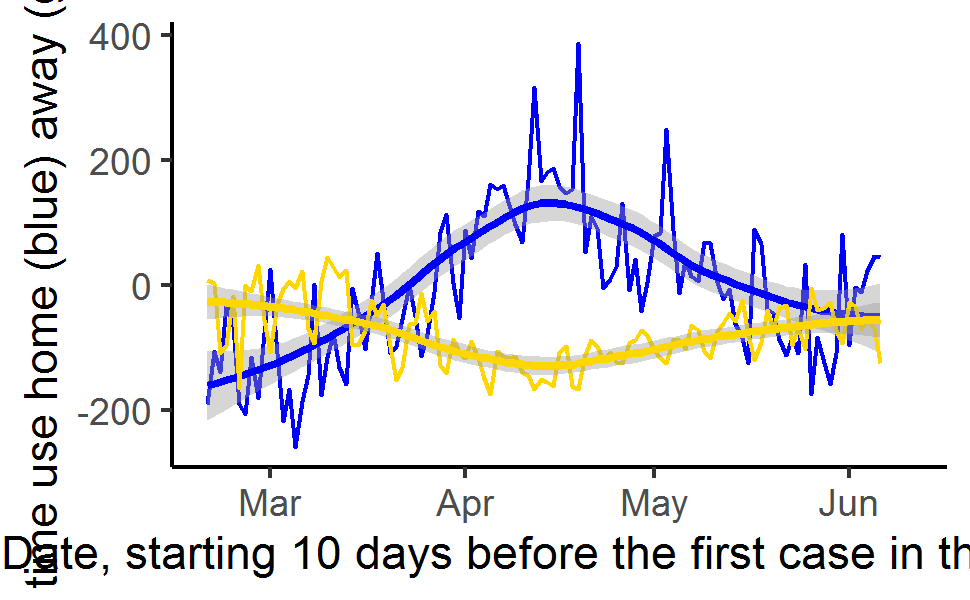 time use home (blue) away (
400
200
0
-200
Mar Apr May Jun
Date, starting 10 days before the first case in th